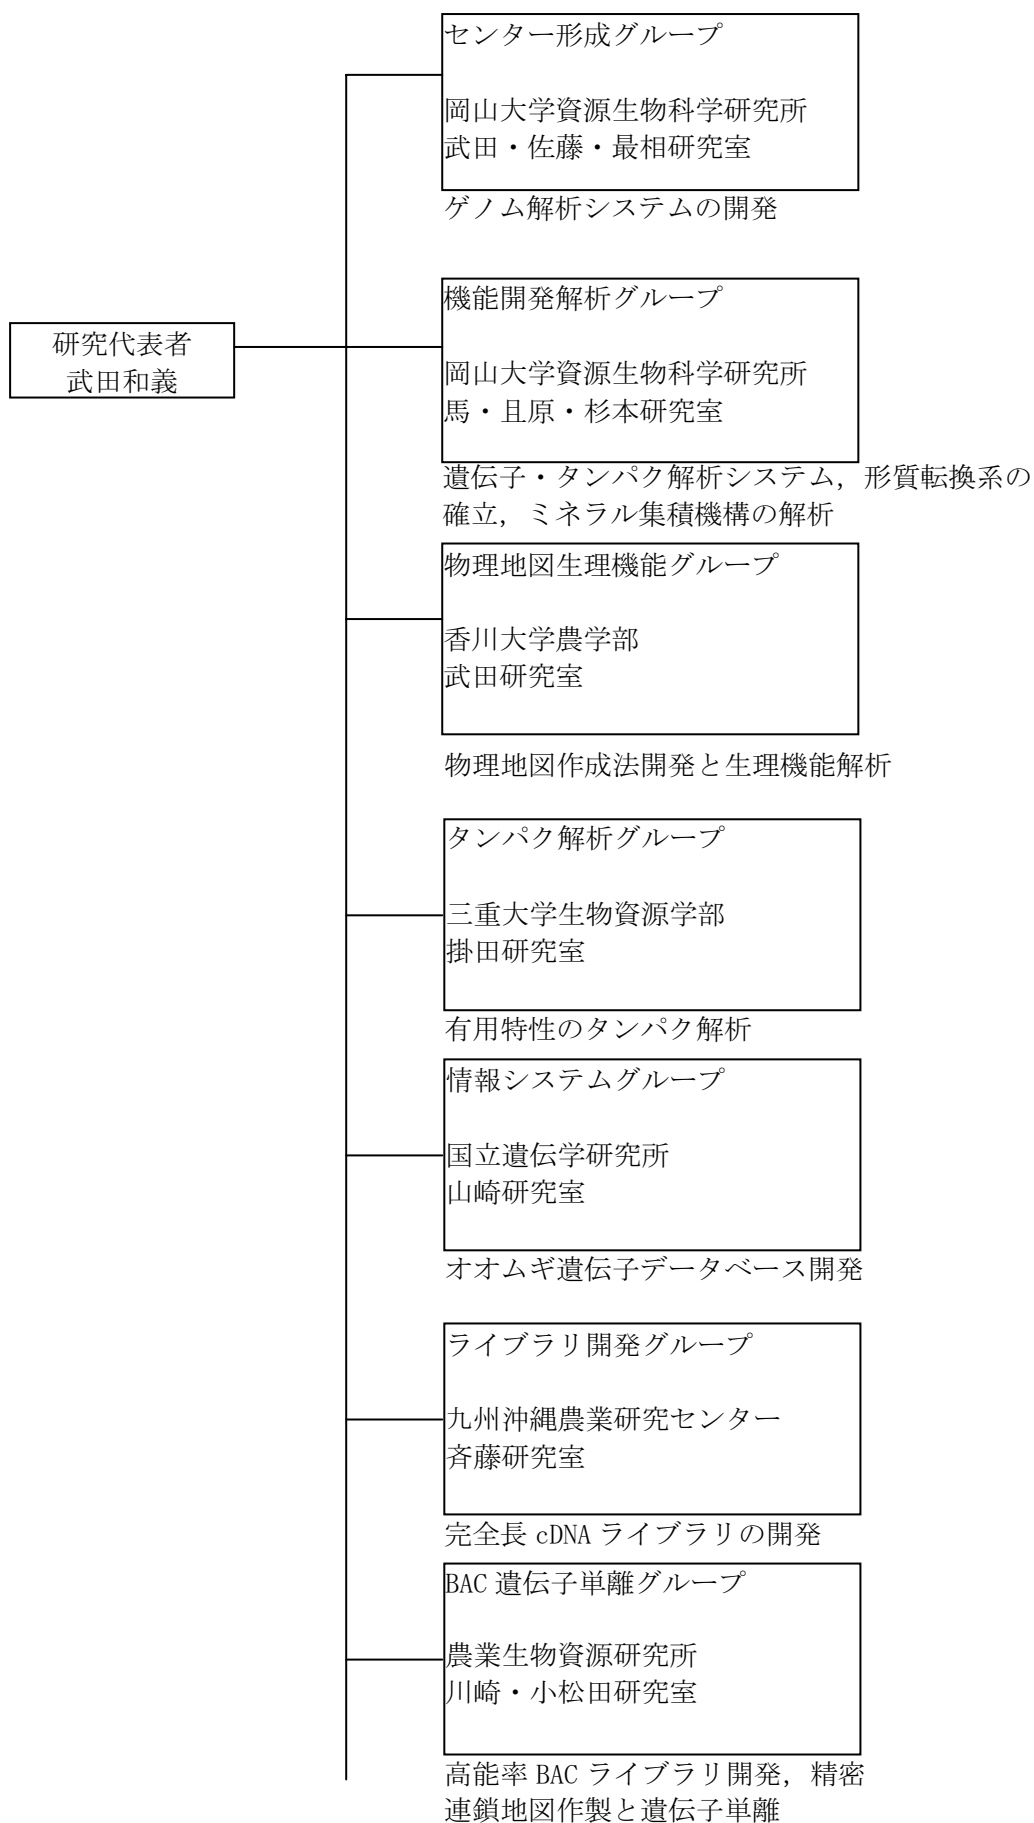 センター形成グループ
岡山大学資源生物科学研究所
武田・佐藤・最相研究室
ゲノム解析システムの開発
研究代表者
武田和義
機能開発解析グループ
岡山大学資源生物科学研究所
馬・且原・杉本研究室
遺伝子・タンパク解析システム，形質転換系の
確立，ミネラル集積機構の解析
物理地図生理機能グループ
香川大学農学部
武田研究室
物理地図作成法開発と生理機能解析
タンパク解析グループ
三重大学生物資源学部
掛田研究室
有用特性のタンパク解析
情報システムグループ
国立遺伝学研究所
山崎研究室
オオムギ遺伝子データベース開発
ライブラリ開発グループ
九州沖縄農業研究センター
斉藤研究室
完全長 cDNA ライブラリの開発
BAC 遺伝子単離グループ
農業生物資源研究所
川崎・小松田研究室
高能率 BAC ライブラリ開発，精密
連鎖地図作製と遺伝子単離